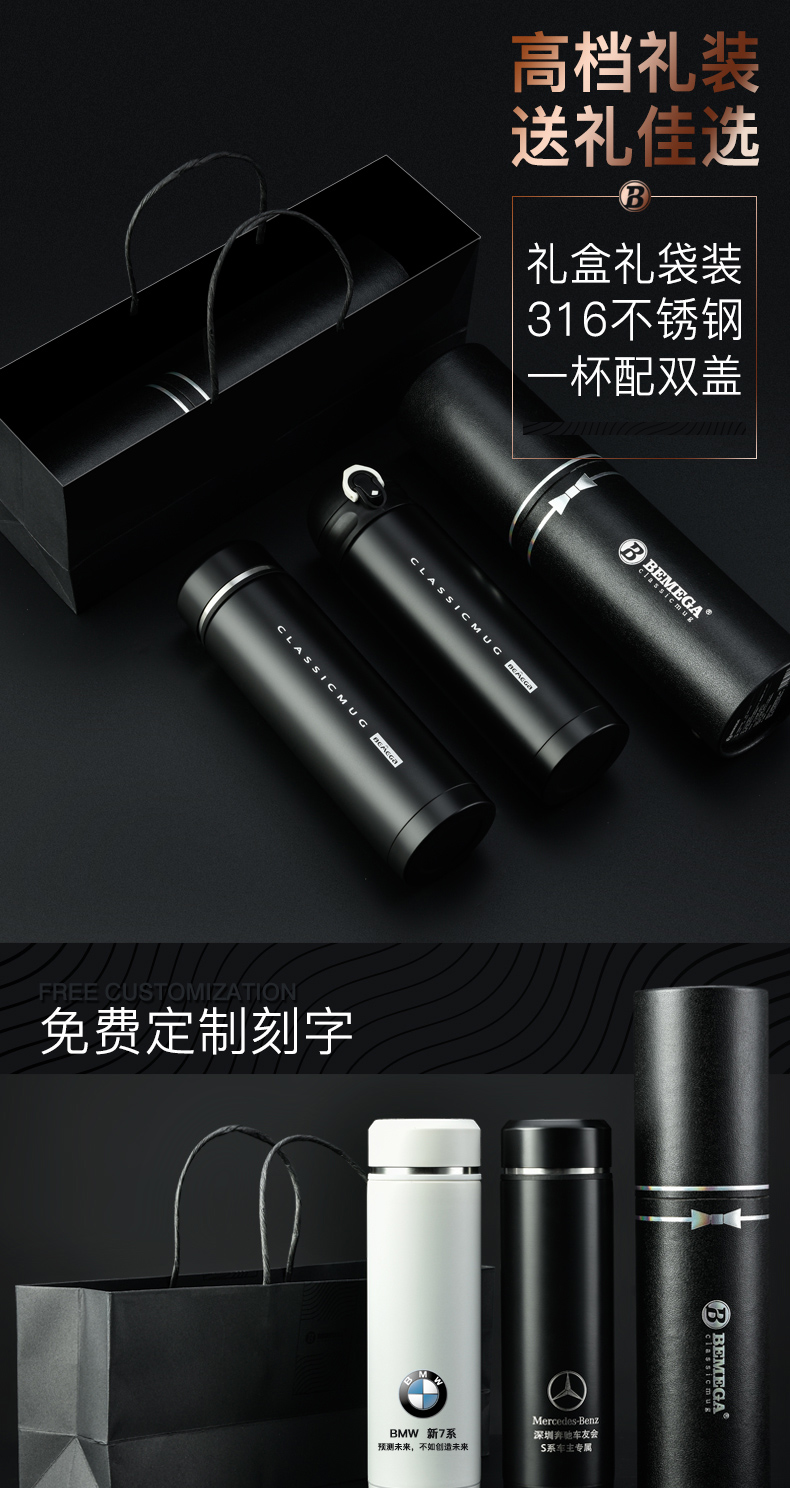 高档礼装
送礼佳选
B
礼盒礼袋装
316不锈钢
一杯配双盖
CLASSICMUG
BEMEGA
CLASSICMUG
BEMEGA
B BEMEGA®
classicmug
FREE CUSTOMIZATION
免费定制刻字
BMW
BMW 新7系
预测未来，不如创造未来
Mercedes-Benz
深圳奔驰车友会
S系车主专属
B BEMEGA®
classicmug